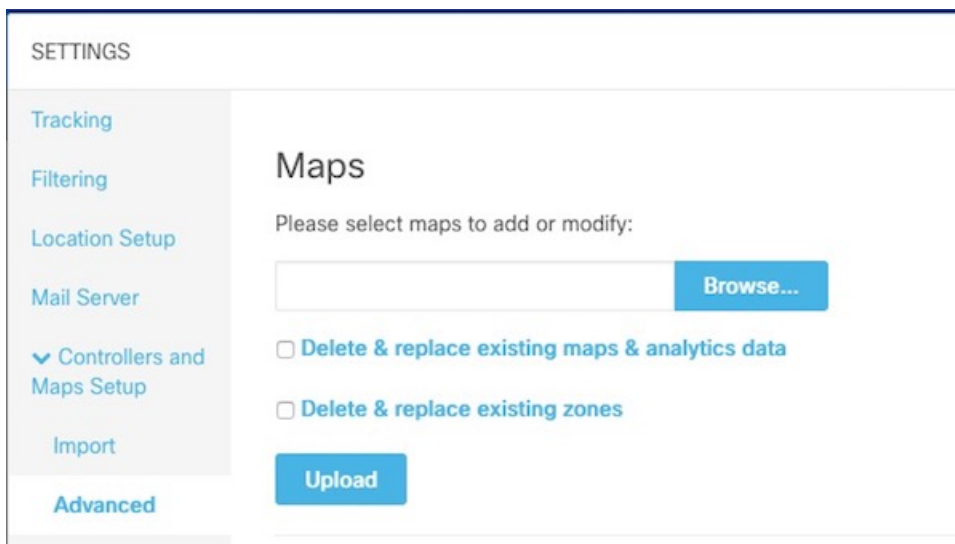 SETTINGS
Tracking
Filtering
Location Setup
Mail Server
Controllers and
Maps Setup
Import
Advanced
Maps
Please select maps to add or modify:
Browse...
Delete & replace existing maps & analytics data
Delete & replace existing zones
Upload